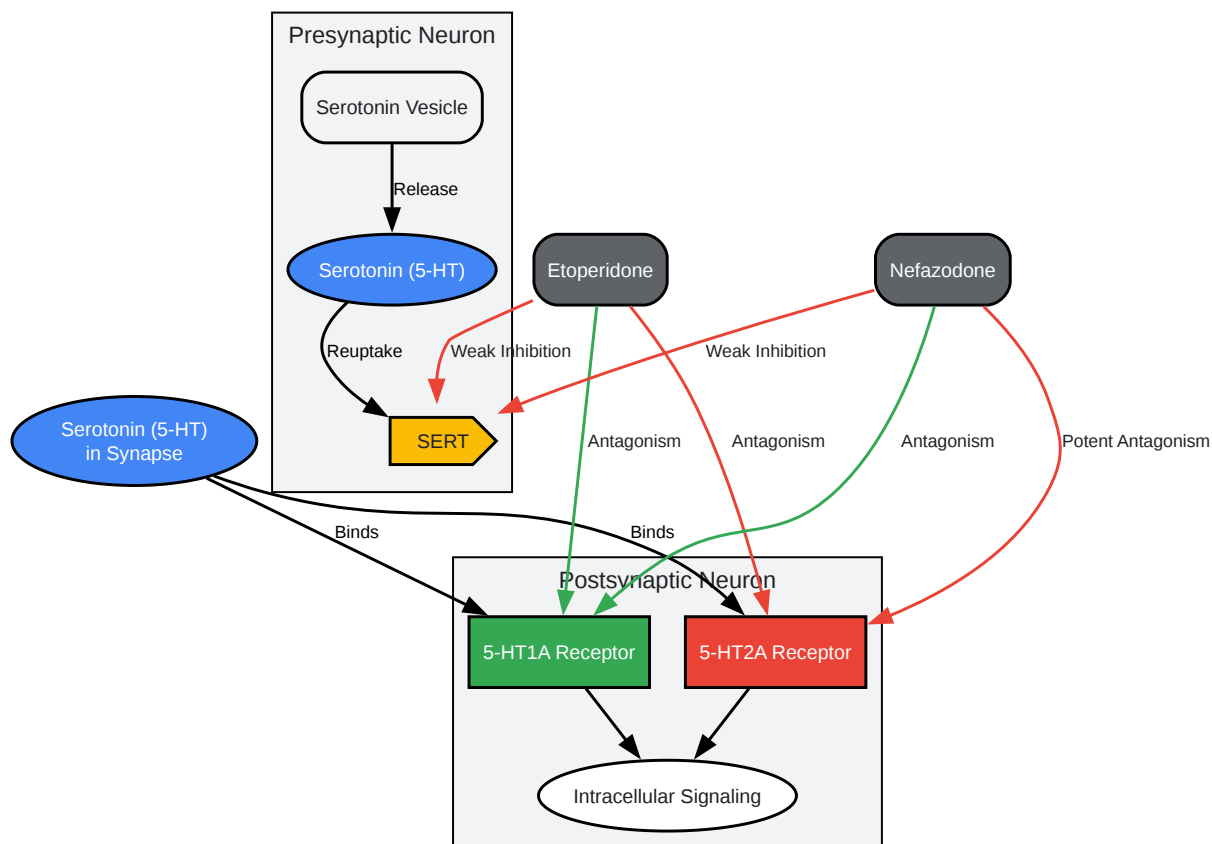 Presynaptic Neuron
Serotonin Vesicle
Release
Serotonin (5-HT)
Etoperidone
Nefazodone
Reuptake
Weak Inhibition
Weak Inhibition
Serotonin (5-HT)
in Synapse
SERT
Antagonism
Antagonism
Antagonism
Potent Antagonism
Binds
Binds
Postsynaptic Neuron
5-HT1A Receptor
5-HT2A Receptor
Intracellular Signaling